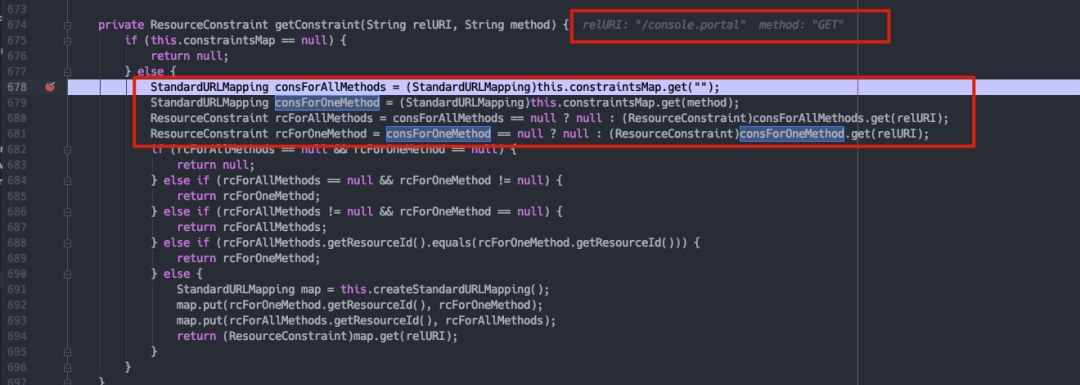 673
674 private ResourceConstraint getConstraint(String relURI, String method) { relURI: "/console.portal" method: "GET"
675 if (this.constraintsMap == null) {
676 return null;
677 } else {
678 StandardURLMapping consForAllMethods = (StandardURLMapping)this.constraintsMap.get("");
679 StandardURLMapping consForOneMethod = (StandardURLMapping)this.constraintsMap.get(method);
680 ResourceConstraint rcForAllMethods = consForAllMethods == null ? null : (ResourceConstraint)consForAllMethods.get(relURI);
681 ResourceConstraint rcForOneMethod = consForOneMethod == null ? null : (ResourceConstraint)consForOneMethod.get(relURI);
682 if (rcForAllMethods == null && rcForOneMethod == null) {
683 return null;
684 } else if (rcForAllMethods == null && rcForOneMethod != null) {
685 return rcForOneMethod;
686 } else if (rcForAllMethods != null && rcForOneMethod == null) {
687 return rcForAllMethods;
688 } else if (rcForAllMethods.getResourceId().equals(rcForOneMethod.getResourceId())) {
689 return rcForOneMethod;
690 } else {
691 StandardURLMapping map = this.createStandardURLMapping();
692 map.put(rcForOneMethod.getResourceId(), rcForOneMethod);
693 map.put(rcForAllMethods.getResourceId(), rcForAllMethods);
694 return (ResourceConstraint)map.get(relURI);
695 }
696 }
697 }